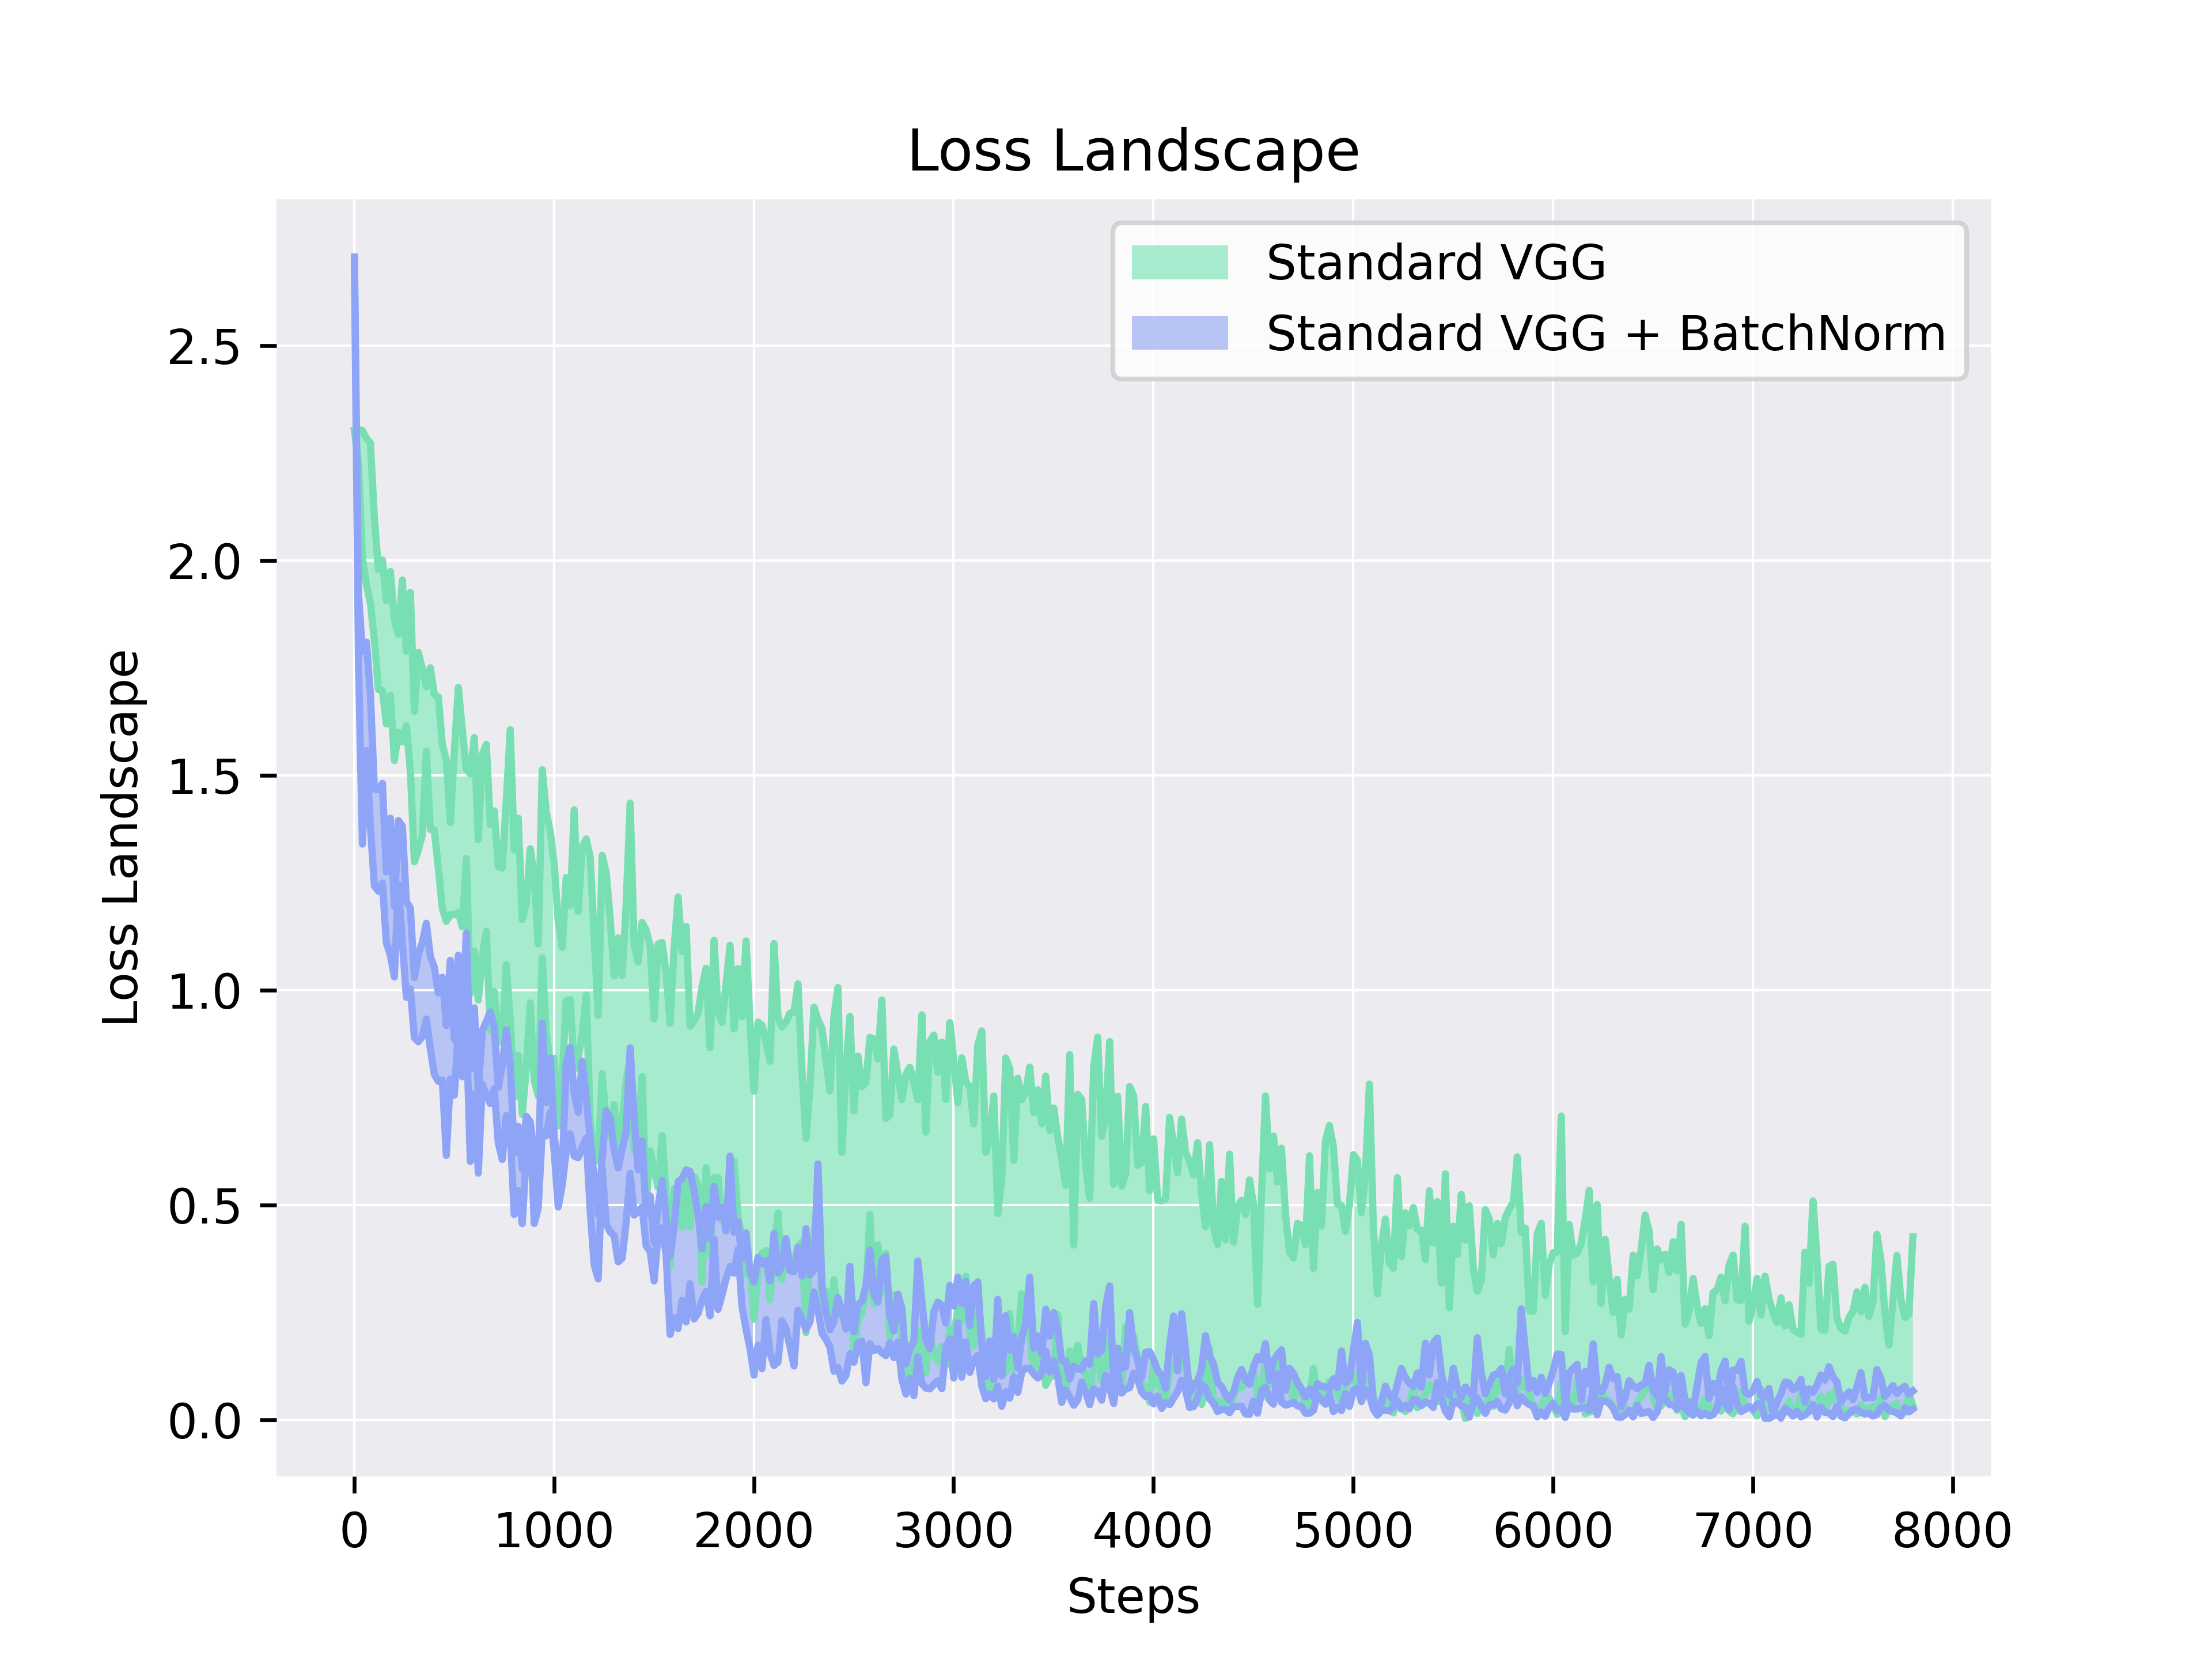 Loss Landscape
Standard VGG
Standard VGG + BatchNorm
2.5
2.0
1.5
1.0
0.5
0.0
Loss Landscape
0 1000 2000 3000 4000 5000 6000 7000 8000
Steps